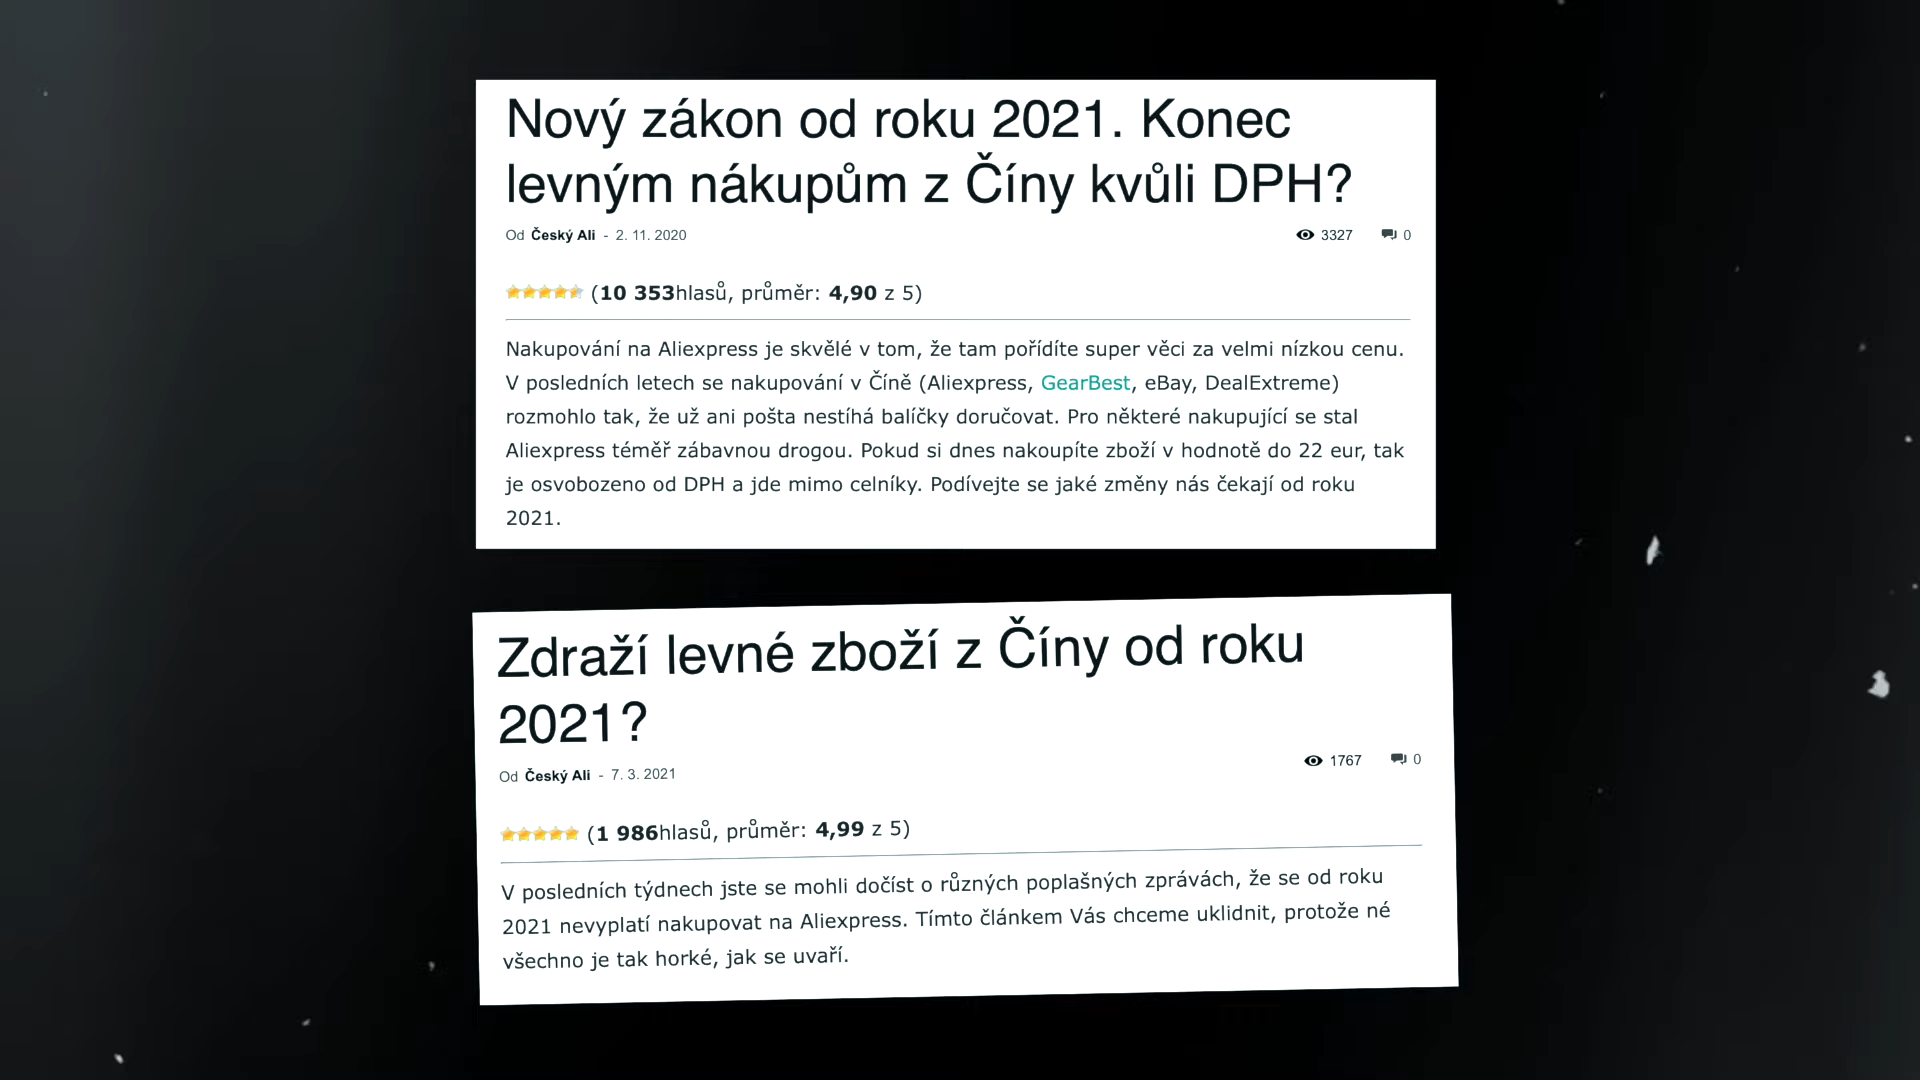 Nový zákon od roku 2021. Konec
levným nákupům z Číny kvůli DPH?
Od Český Ali - 2. 11. 2020 3327 0
(10 353hlasů, průměr: 4,90 z 5)
Nakupování na Aliexpress je skvělé v tom, že tam pořídíte super věci za velmi nízkou cenu.
V posledních letech se nakupování v Číně (Aliexpress, GearBest, eBay, DealExtreme)
rozmohlo tak, že už ani pošta nestíhá balíčky doručovat. Pro některé nakupující se stal
Aliexpress téměř zábavnou drogou. Pokud si dnes nakoupíte zboží v hodnotě do 22 eur, tak
je osvobozeno od DPH a jde mimo celníky. Podívejte se jaké změny nás čekají od roku
2021.
Zdraží levné zboží z Číny od roku
2021?
Od Český Ali - 7. 3. 2021 1767 0
(1 986hlasů, průměr: 4,99 z 5)
V posledních týdnech jste se mohli dočíst o různých poplašných zprávách, že se od roku
2021 nevyplatí nakupovat na Aliexpress. Tímto článkem Vás chceme uklidnit, protože né
všechno je tak horké, jak se uvaří.